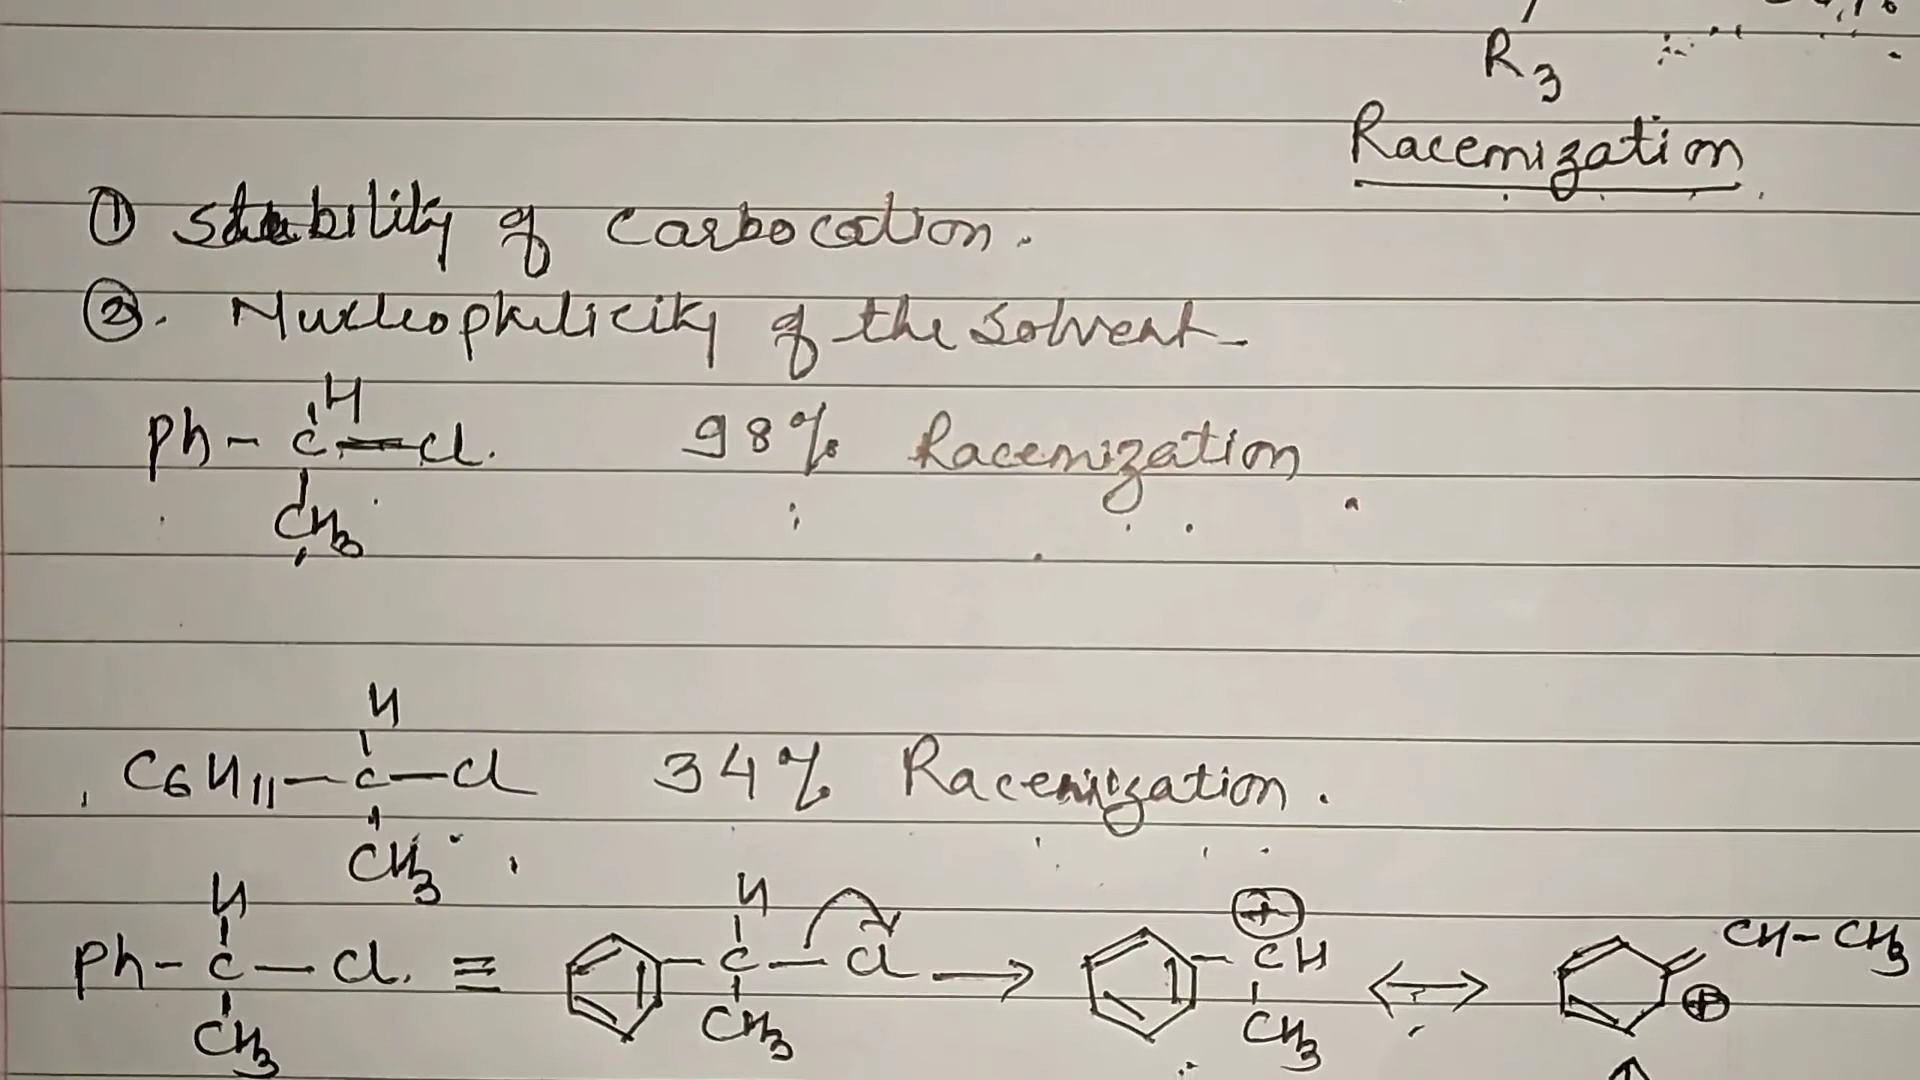 R3
Racemization
① Stability of carbocation.
②. Nucleophilicity of the solvent-
H
Ph - C - Cl.    98% Racemization
CH3
H
C6H11 - C - Cl    34% Racemization.
CH3
H    H    ⊕
Ph - C - Cl. ≡    - C - Cl →    - CH ↔    = CH - CH3
CH3    CH3    CH3    ⊕